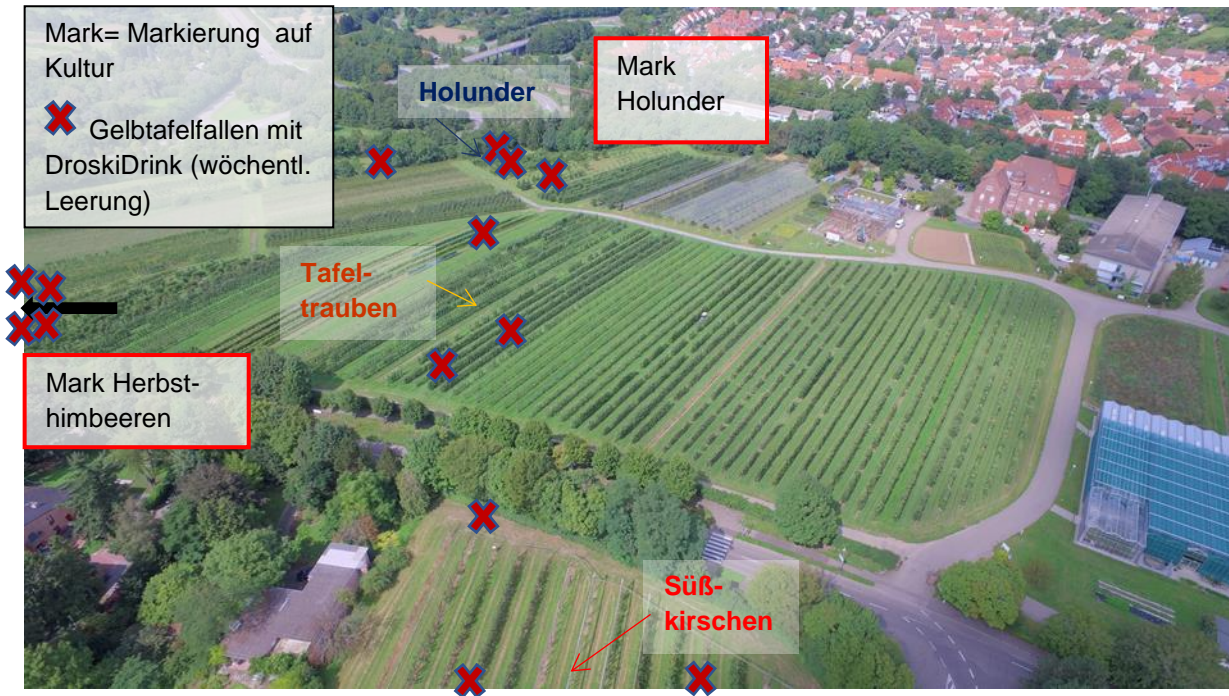 Mark= Markierung auf
Kultur
Gelbtafelfallen mit
DroskiDrink (wöchentl.
Leerung)
Holunder
Mark
Holunder
Tafel-
trauben
Mark Herbst-
himbeeren
Süß-
kirschen